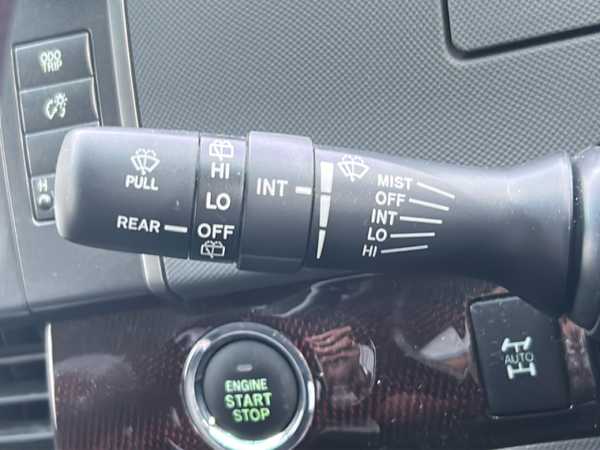 ODO
TRIP
H
PULL
REAR
HI
LO
OFF
INT
MIST
OFF
INT
LO
HI
ENGINE
START
STOP
AUTO